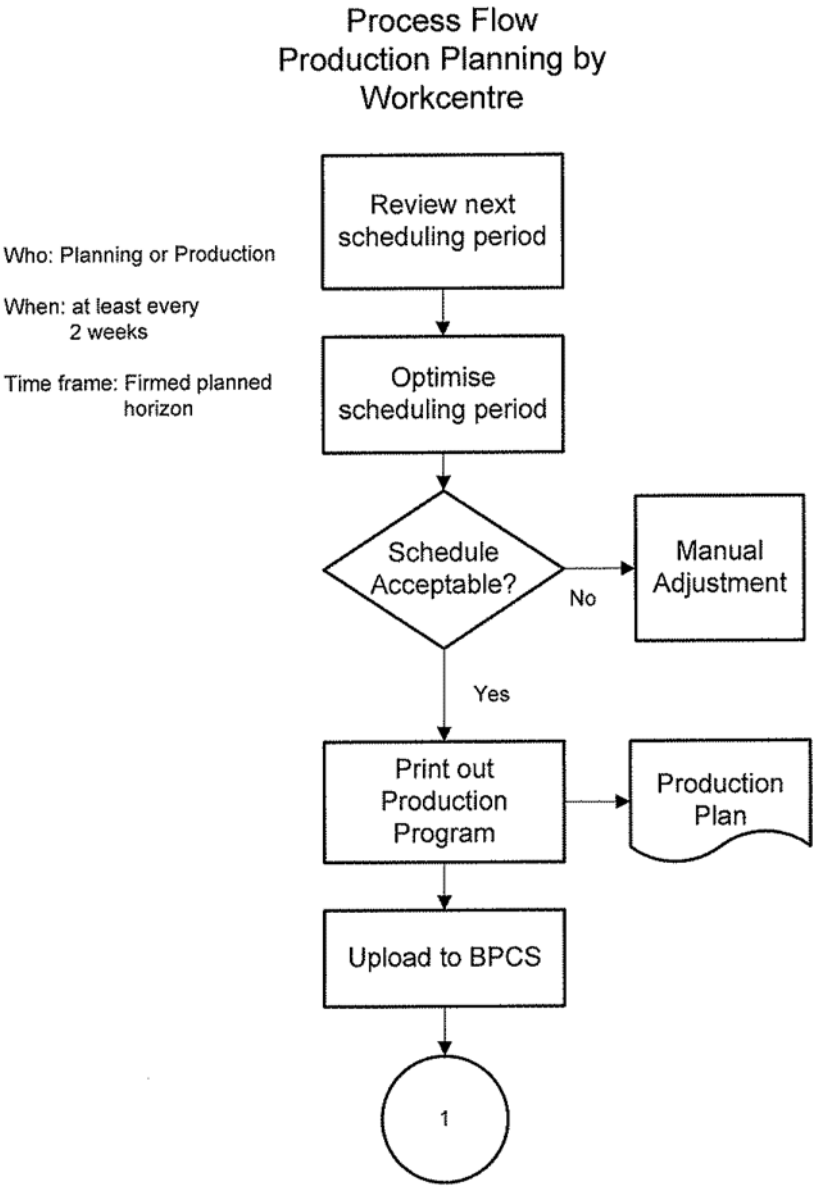 Process Flow
Production Planning by
Workcentre
Review next
scheduling period
Who: Planning or Production
When: at least every
2 weeks
Time frame: Firmed planned
horizon
Optimise
scheduling period
Schedule
Acceptable?
No
Manual
Adjustment
Yes
Print out
Production
Program
Production
Plan
Upload to BPCS
1